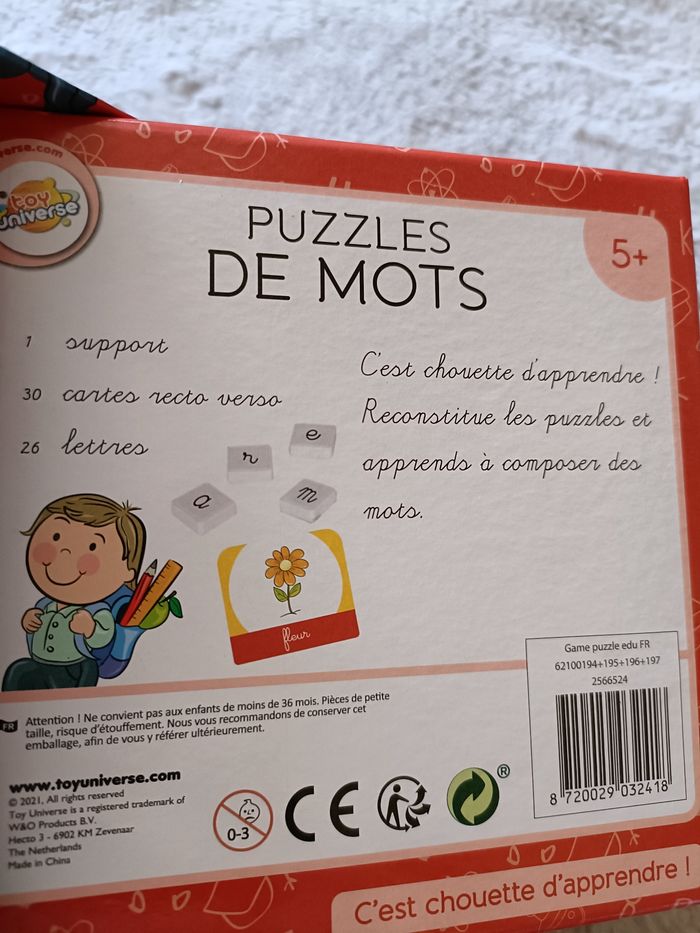 toy
universe
PUZZLES
DE MOTS
5+
1 support
30 cartes recto verso
26 lettres
C'est chouette d'apprendre !
Reconstitue les puzzles et
apprends à composer des
mots.
e
r
a
m
fleur
Game puzzle edu FR
62100194+195+196+197
2566524
8 720029 032418
FR
Attention ! Ne convient pas aux enfants de moins de 36 mois. Pièces de petite
taille, risque d'étouffement. Nous vous recommandons de conserver cet
emballage, afin de vous y référer ultérieurement.
www.toyuniverse.com
© 2021, All rights reserved
Toy Universe is a registered trademark of
W&O Products B.V.
Hecto 3 - 6902 KM Zevenaar
The Netherlands
Made in China
0-3
CE
®
C'est chouette d'apprendre !